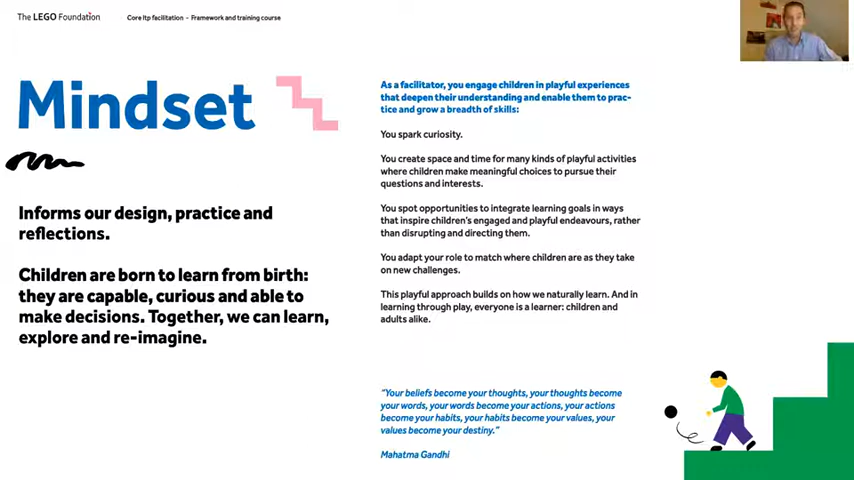 The LEGO Foundation
Core ltp facilitation - Framework and training course
Mindset
Informs our design, practice and
reflections.
Children are born to learn from birth:
they are capable, curious and able to
make decisions. Together, we can learn,
explore and re-imagine.
As a facilitator, you engage children in playful experiences
that deepen their understanding and enable them to prac-
tice and grow a breadth of skills:
You spark curiosity.
You create space and time for many kinds of playful activities
where children make meaningful choices to pursue their
questions and interests.
You spot opportunities to integrate learning goals in ways
that inspire children's engaged and playful endeavours, rather
than disrupting and directing them.
You adapt your role to match where children are as they take
on new challenges.
This playful approach builds on how we naturally learn. And in
learning through play, everyone is a learner: children and
adults alike.
"Your beliefs become your thoughts, your thoughts become
your words, your words become your actions, your actions
become your habits, your habits become your values, your
values become your destiny."
Mahatma Gandhi